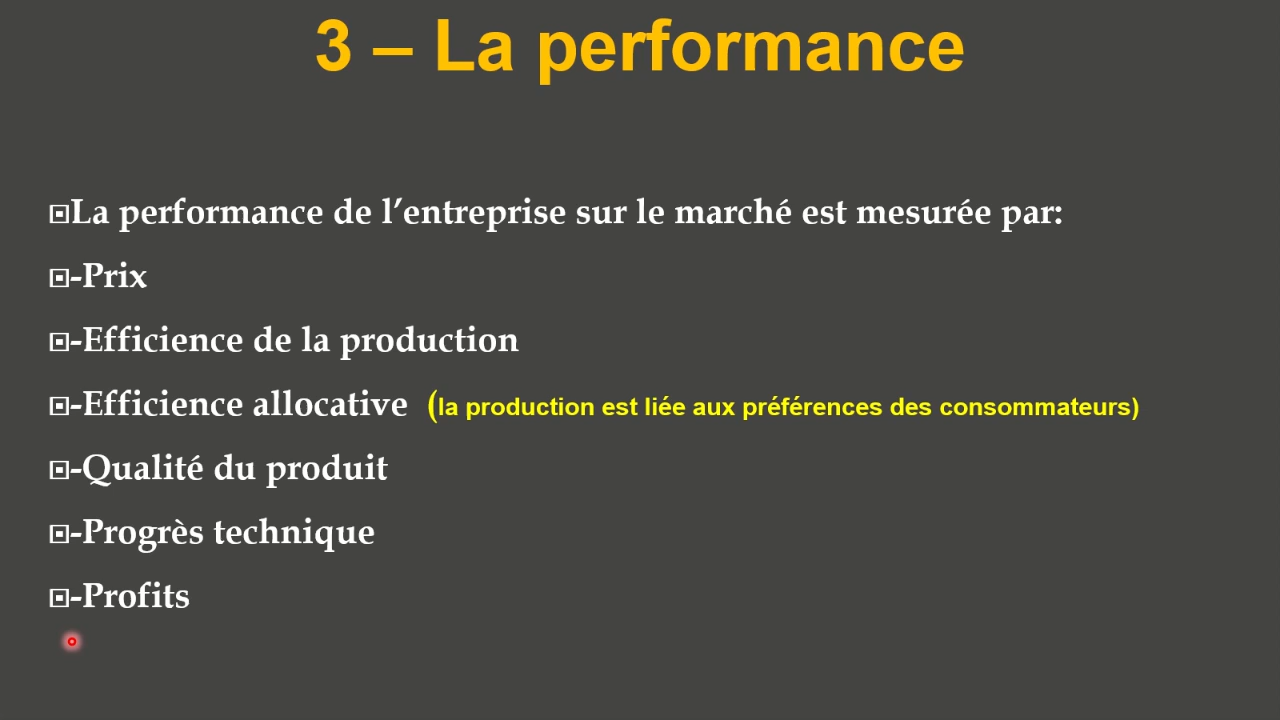 3 – La performance
La performance de l’entreprise sur le marché est mesurée par:
-Prix
-Efficience de la production
-Efficience allocative (la production est liée aux préférences des consommateurs)
-Qualité du produit
-Progrès technique
-Profits